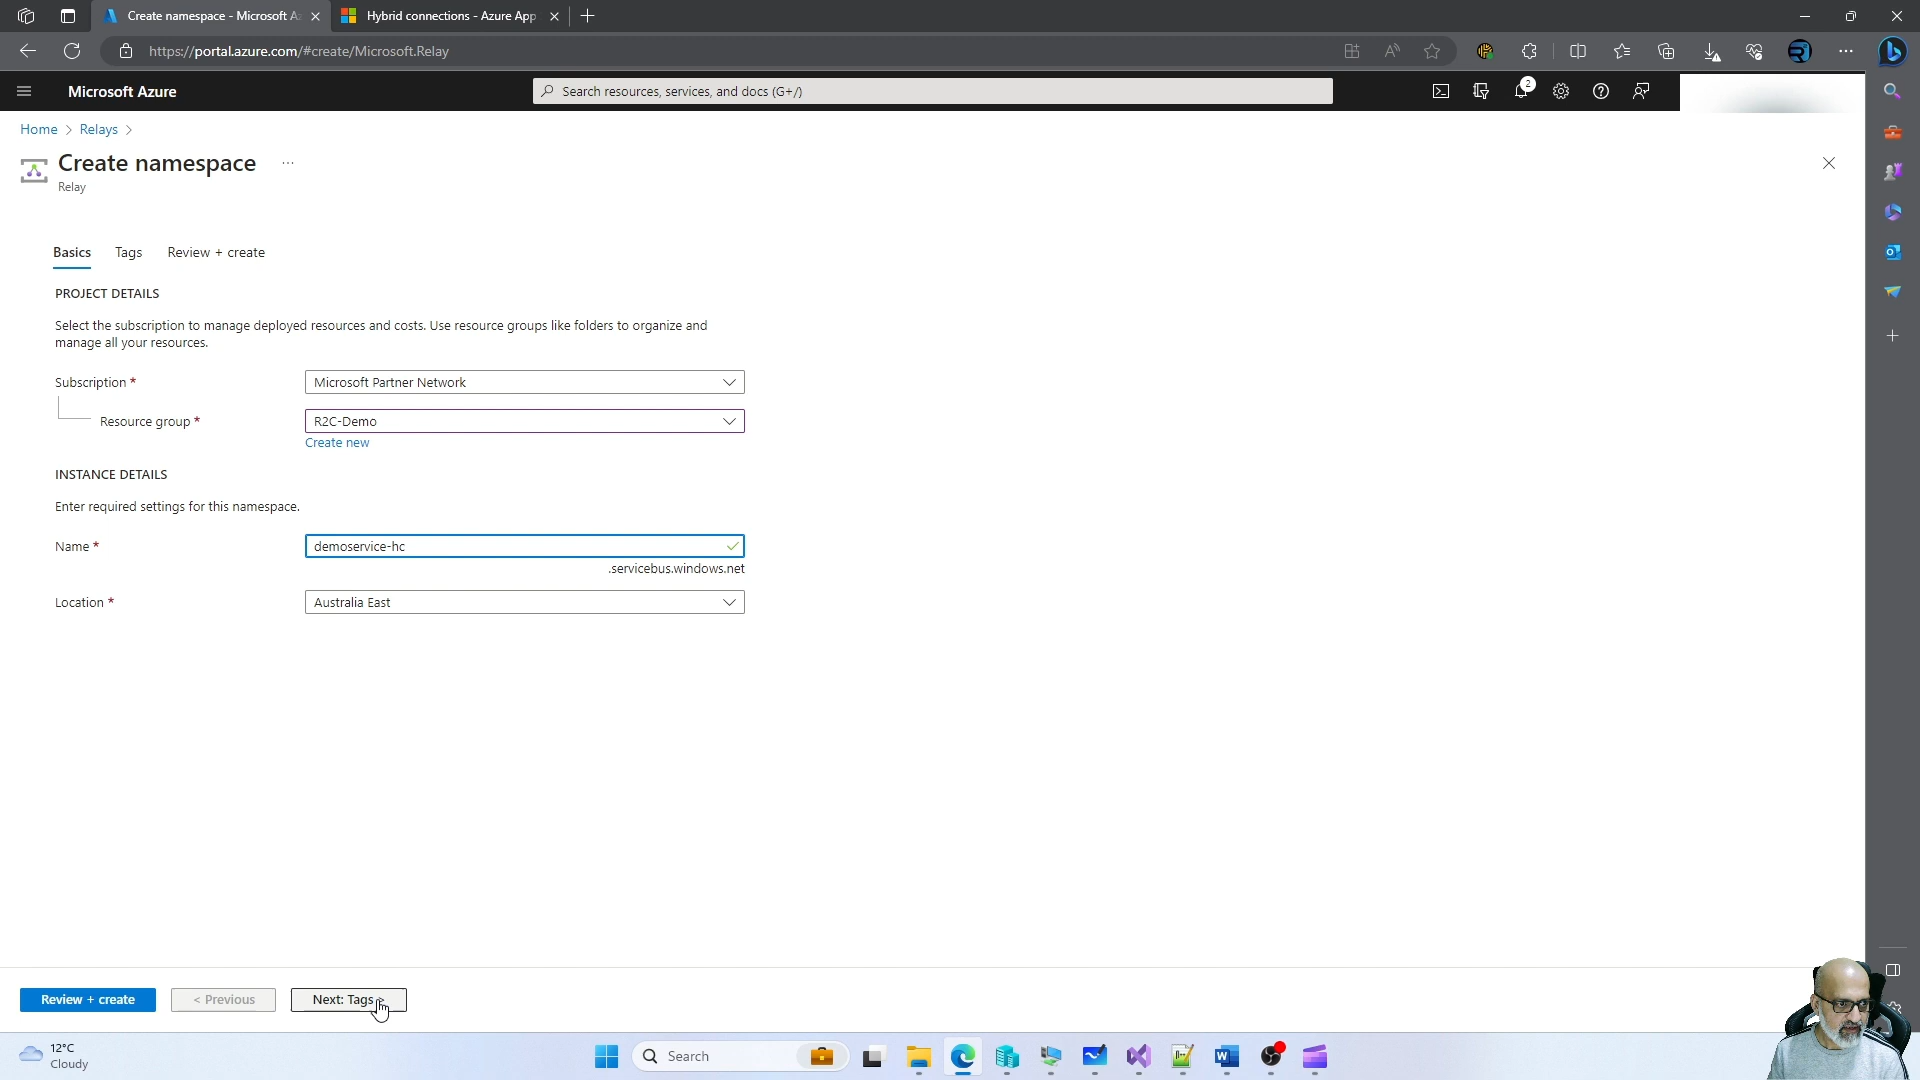 Create namespace - Microsoft Az
Hybrid connections - Azure App
https://portal.azure.com/#create/Microsoft.Relay
Microsoft Azure
Search resources, services, and docs (G+/)
2
Home > Relays >
Create namespace ...
Relay
Basics Tags Review + create
PROJECT DETAILS
Select the subscription to manage deployed resources and costs. Use resource groups like folders to organize and
manage all your resources.
Subscription * Microsoft Partner Network
Resource group * R2C-Demo
Create new
INSTANCE DETAILS
Enter required settings for this namespace.
Name * demoservice-hc
.servicebus.windows.net
Location * Australia East
Review + create < Previous Next: Tags >
12°C
Cloudy
Search